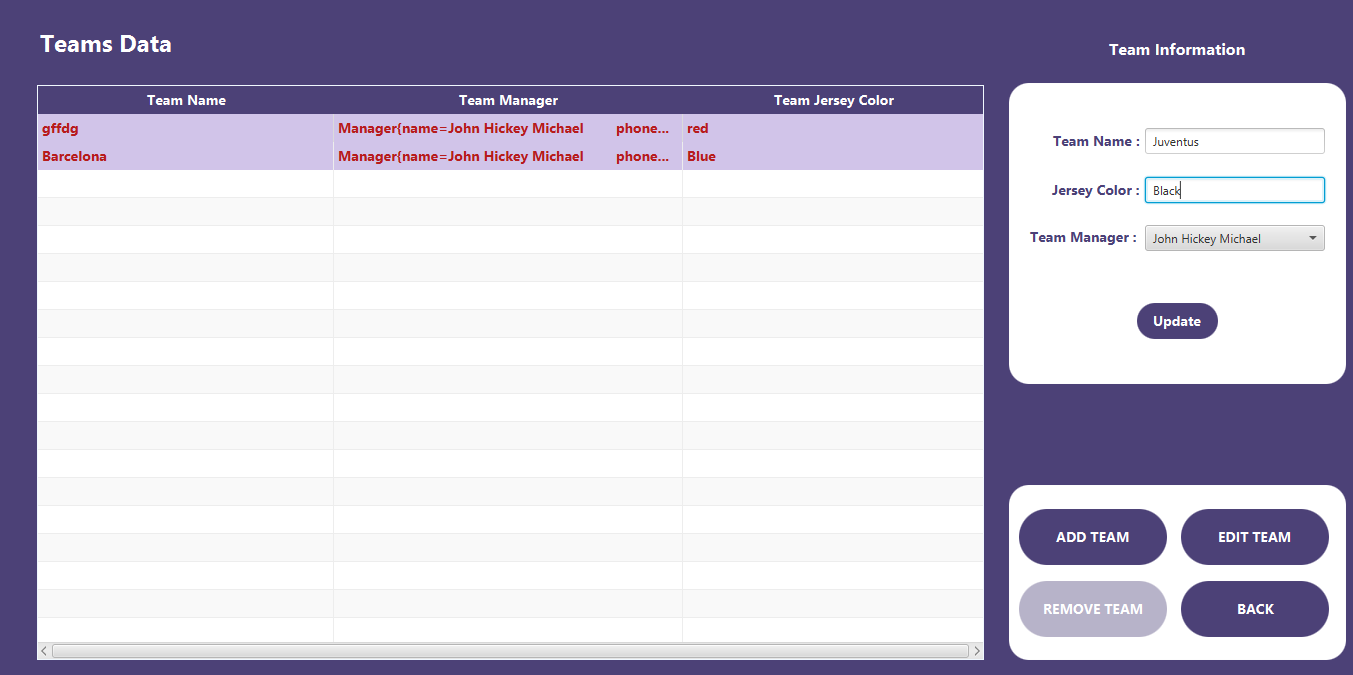 Teams Data
Team Name Team Manager Team Jersey Color
gffdg Manager{name=John Hickey Michael phone... red
Barcelona Manager{name=John Hickey Michael phone... Blue
Team Information
Team Name : Juventus
Jersey Color : Black
Team Manager : John Hickey Michael
Update
ADD TEAM EDIT TEAM
REMOVE TEAM BACK